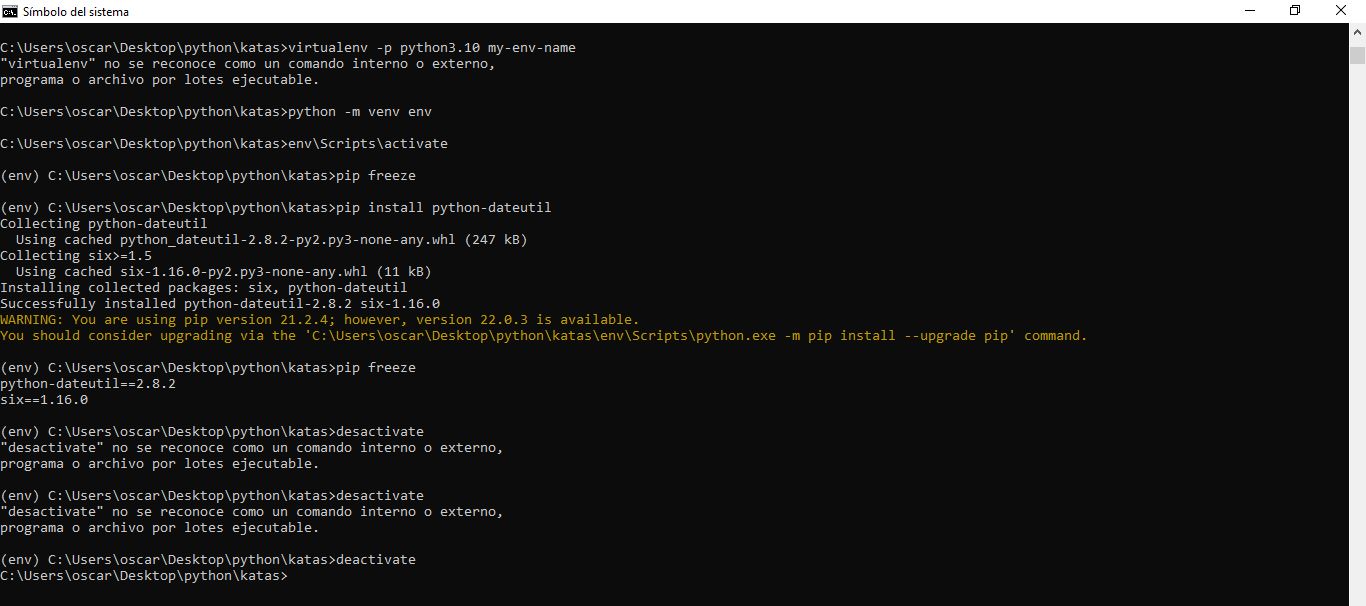 Símbolo del sistema
C:\Users\oscar\Desktop\python\katas>virtualenv -p python3.10 my-env-name
"virtualenv" no se reconoce como un comando interno o externo,
programa o archivo por lotes ejecutable.
C:\Users\oscar\Desktop\python\katas>python -m venv env
C:\Users\oscar\Desktop\python\katas>env\Scripts\activate
(env) C:\Users\oscar\Desktop\python\katas>pip freeze
(env) C:\Users\oscar\Desktop\python\katas>pip install python-dateutil
Collecting python-dateutil
  Using cached python_dateutil-2.8.2-py2.py3-none-any.whl (247 kB)
Collecting six>=1.5
  Using cached six-1.16.0-py2.py3-none-any.whl (11 kB)
Installing collected packages: six, python-dateutil
Successfully installed python-dateutil-2.8.2 six-1.16.0
WARNING: You are using pip version 21.2.4; however, version 22.0.3 is available.
You should consider upgrading via the 'C:\Users\oscar\Desktop\python\katas\env\Scripts\python.exe -m pip install --upgrade pip' command.
(env) C:\Users\oscar\Desktop\python\katas>pip freeze
python-dateutil==2.8.2
six==1.16.0
(env) C:\Users\oscar\Desktop\python\katas>desactivate
"desactivate" no se reconoce como un comando interno o externo,
programa o archivo por lotes ejecutable.
(env) C:\Users\oscar\Desktop\python\katas>desactivate
"desactivate" no se reconoce como un comando interno o externo,
programa o archivo por lotes ejecutable.
(env) C:\Users\oscar\Desktop\python\katas>deactivate
C:\Users\oscar\Desktop\python\katas>